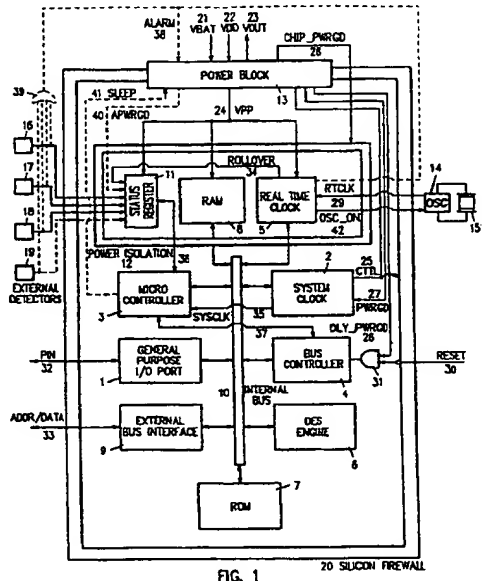 21 22 23
VBAT VDD VOUT
ALARM
38
CHIP_PWRGD
28
POWER BLOCK
13
39
41 SLEEP
40 APWRGD
24 VPP
16
17
18
19
EXTERNAL
DETECTORS
ROLLOVER
34
11
STATUS
REGISTER
RAM
8
REAL TIME
CLOCK
5
RTCLK
29
OSC_ON
42
14
OSC
15
POWER ISOLATION
12
36
2
25
CTTL
MICRO
CONTROLLER
3
SYSTEM
CLOCK
27
IPWRGD
SYSCLK
35
37
DLY_PWRGD
26
PIN
32
GENERAL
PURPOSE
I/O PORT
1
BUS
CONTROLLER
4
31
RESET
30
10
INTERNAL
BUS
ADDR/DATA
33
EXTERNAL
BUS INTERFACE
9
DES
ENGINE
6
ROM
7
20 SILICON FIREWALL
FIG. 1